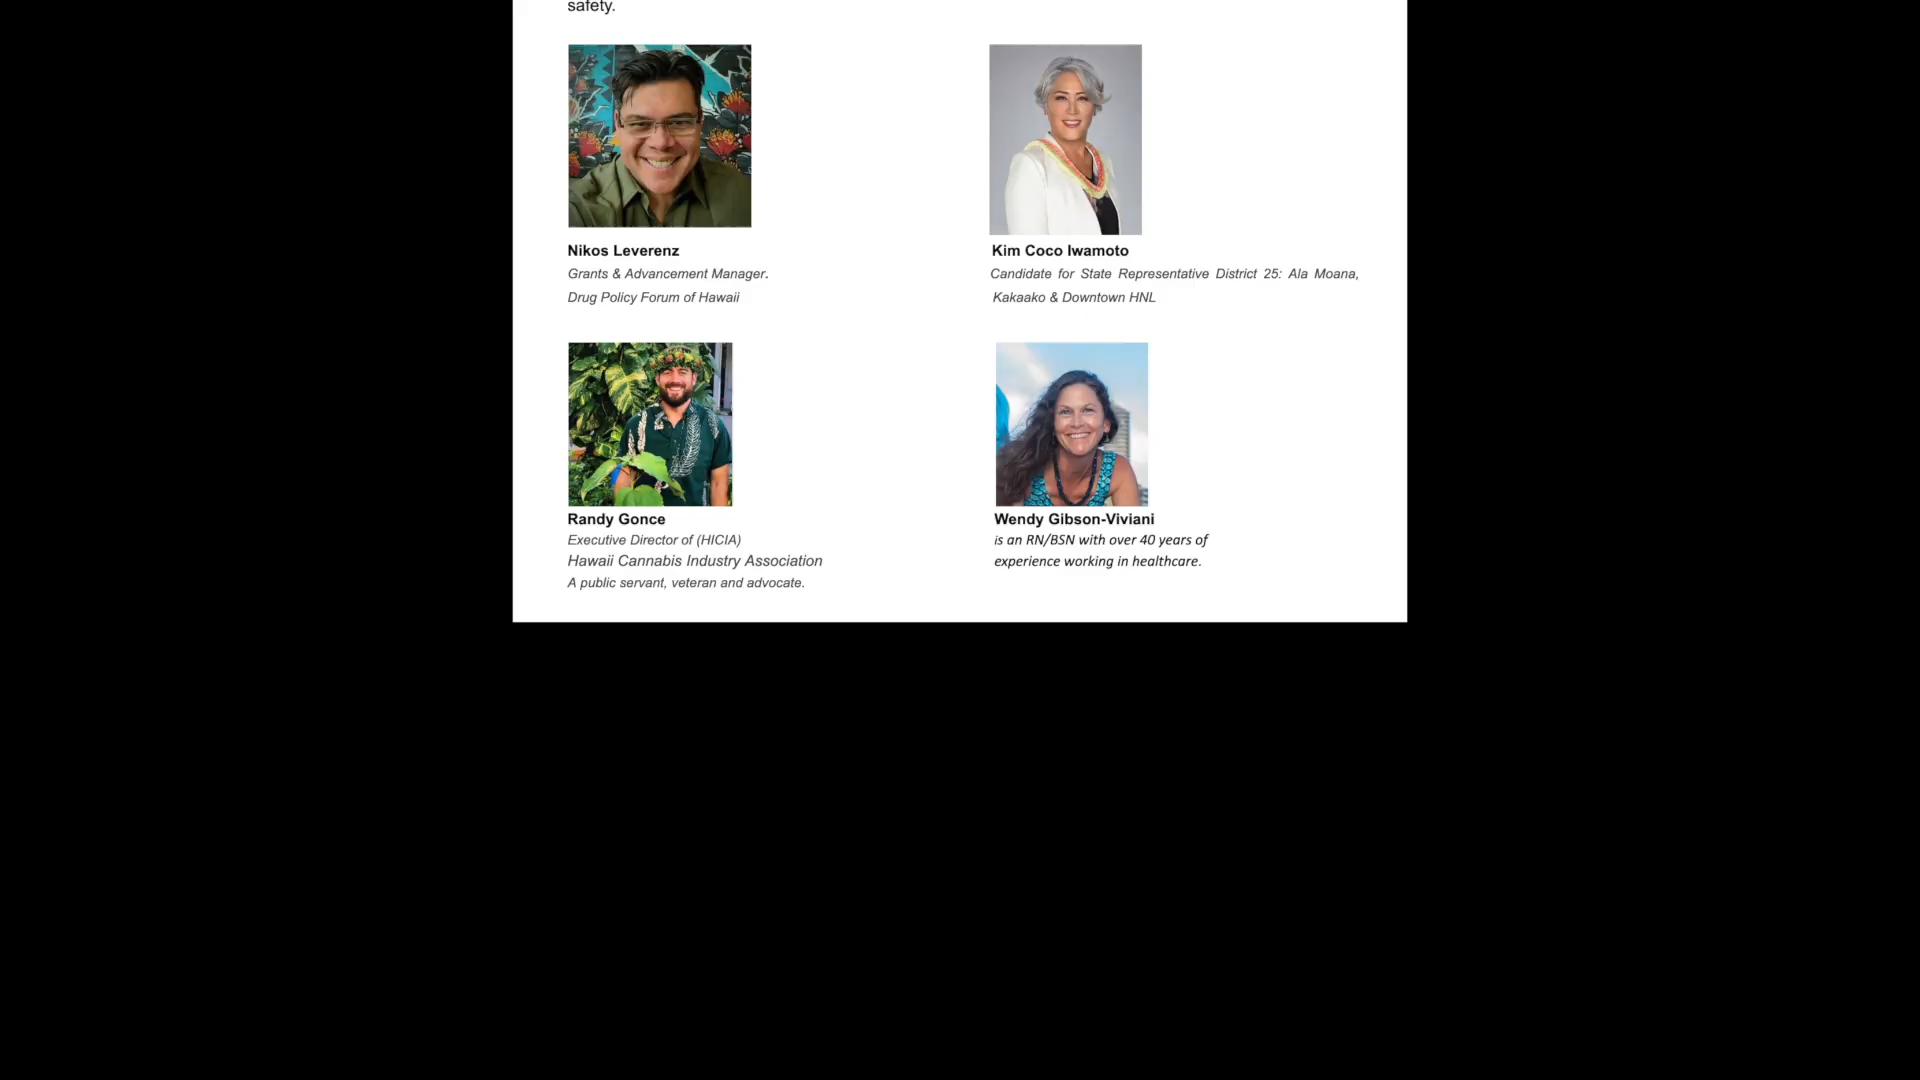 safety.
Nikos Leverenz
Grants & Advancement Manager.
Drug Policy Forum of Hawaii
Kim Coco Iwamoto
Candidate for State Representative District 25: Ala Moana,
Kakaako & Downtown HNL
Randy Gonce
Executive Director of (HICIA)
Hawaii Cannabis Industry Association
A public servant, veteran and advocate.
Wendy Gibson-Viviani
is an RN/BSN with over 40 years of
experience working in healthcare.